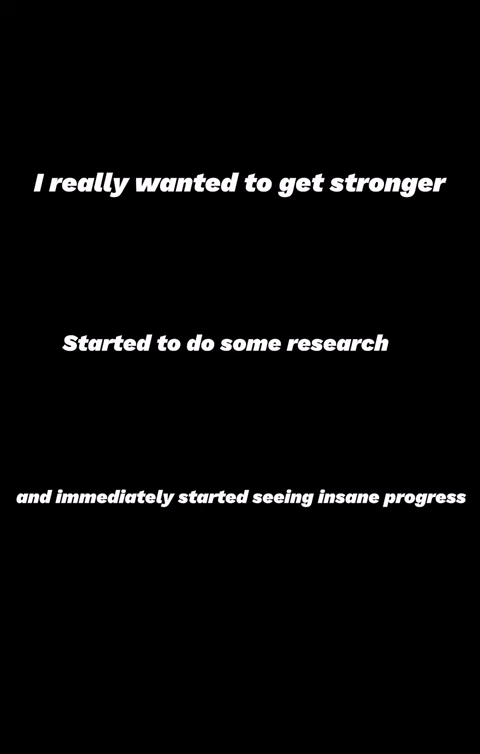 I really wanted to get stronger
Started to do some research
and immediately started seeing insane progress